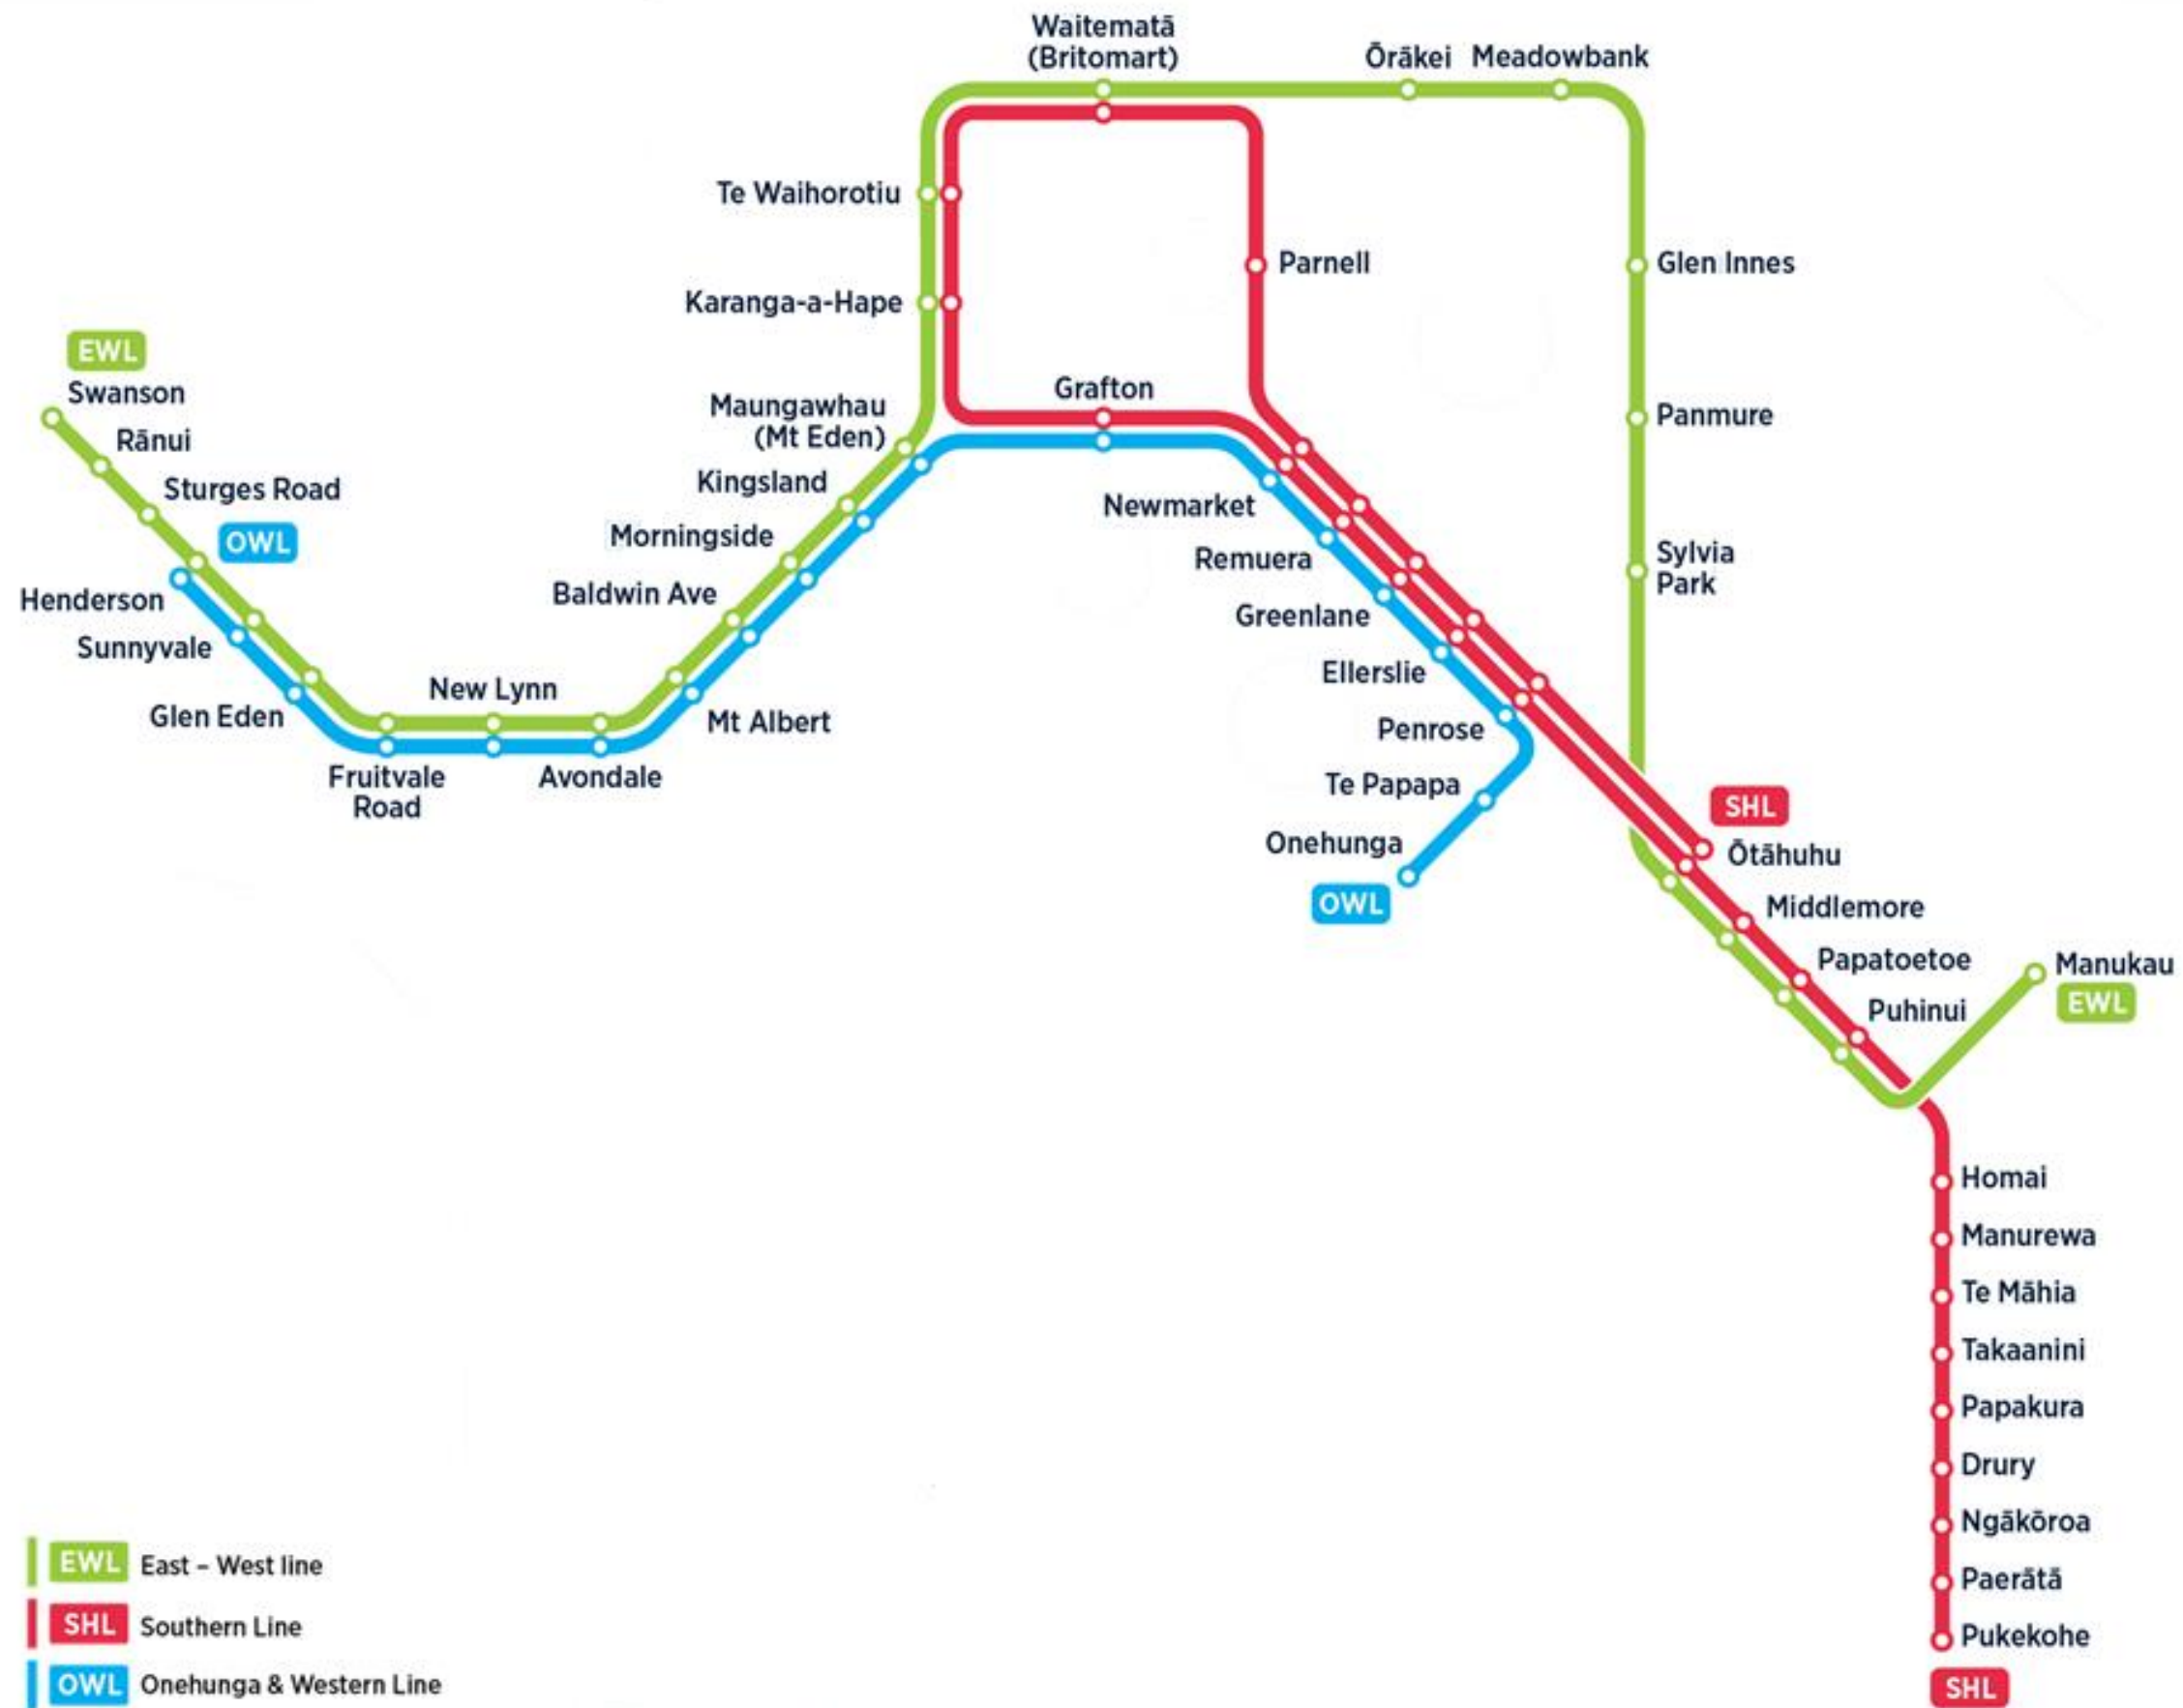 Waitematā
(Britomart)
Ōrākei
Meadowbank
Te Waihorotiu
Parnell
Glen Innes
Karanga-a-Hape
EWL
Swanson
Grafton
Maungawhau
(Mt Eden)
Panmure
Rānui
Kingsland
Sturges Road
Newmarket
OWL
Morningside
Sylvia
Park
Remuera
Henderson
Baldwin Ave
Greenlane
Sunnyvale
Ellerslie
New Lynn
Glen Eden
Mt Albert
Penrose
Fruitvale
Road
Avondale
Te Papapa
SHL
Onehunga
Ōtāhuhu
OWL
Middlemore
Papatoetoe
Manukau
EWL
Puhinui
Homai
Manurewa
Te Māhia
Takaanini
Papakura
Drury
Ngākōroa
Paerātā
Pukekohe
SHL
EWL East – West line
SHL Southern Line
OWL Onehunga & Western Line